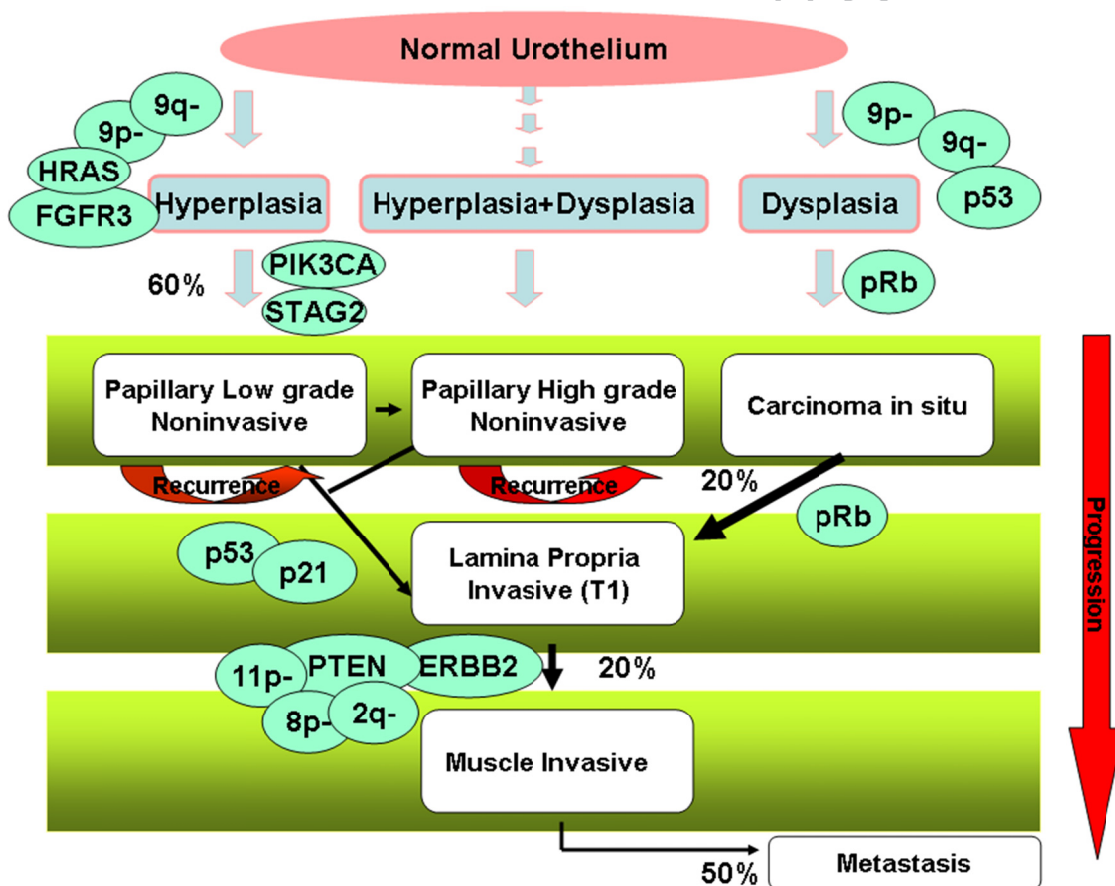 Normal Urothelium
9q-
9p-
HRAS
FGFR3
9p-
9q-
p53
Hyperplasia
Hyperplasia+Dysplasia
Dysplasia
60%
PIK3CA
STAG2
pRb
Papillary Low grade
Noninvasive
Papillary High grade
Noninvasive
Carcinoma in situ
Recurrence
Recurrence
20%
pRb
p53
p21
Lamina Propria
Invasive (T1)
Progression
11p-
PTEN
ERBB2
20%
8p-
2q-
Muscle Invasive
50%
Metastasis